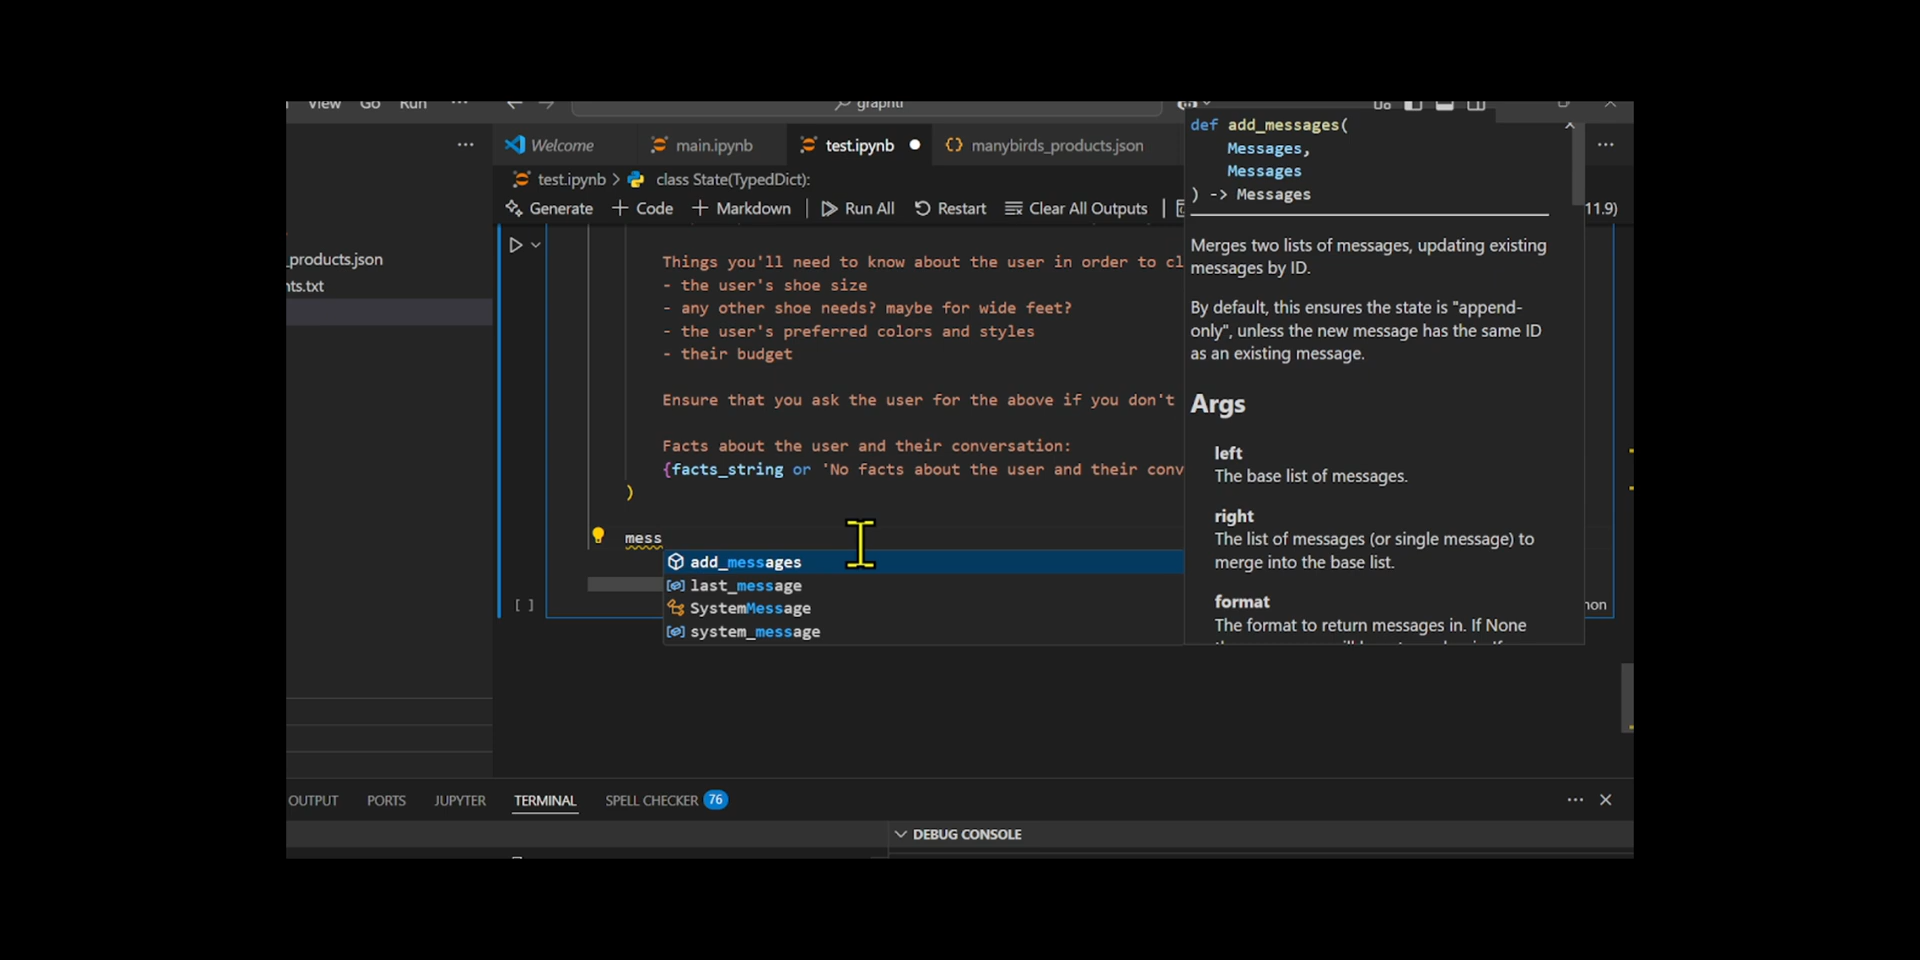 View Go Run ... graphiti
Welcome main.ipynb test.ipynb manybirds_products.json
test.ipynb > class State(TypedDict):
Generate + Code + Markdown | Run All Restart Clear All Outputs | 11.9)
_products.json
nts.txt
Things you'll need to know about the user in order to cl
- the user's shoe size
- any other shoe needs? maybe for wide feet?
- the user's preferred colors and styles
- their budget
Ensure that you ask the user for the above if you don't
Facts about the user and their conversation:
{facts_string or 'No facts about the user and their conv
)
mess
add_messages
last_message
SystemMessage
system_message
[ ]
def add_messages(
Messages,
Messages
) -> Messages
Merges two lists of messages, updating existing
messages by ID.
By default, this ensures the state is "append-
only", unless the new message has the same ID
as an existing message.
Args
left
The base list of messages.
right
The list of messages (or single message) to
merge into the base list.
format
The format to return messages in. If None
hon
OUTPUT PORTS JUPYTER TERMINAL SPELL CHECKER 76
DEBUG CONSOLE